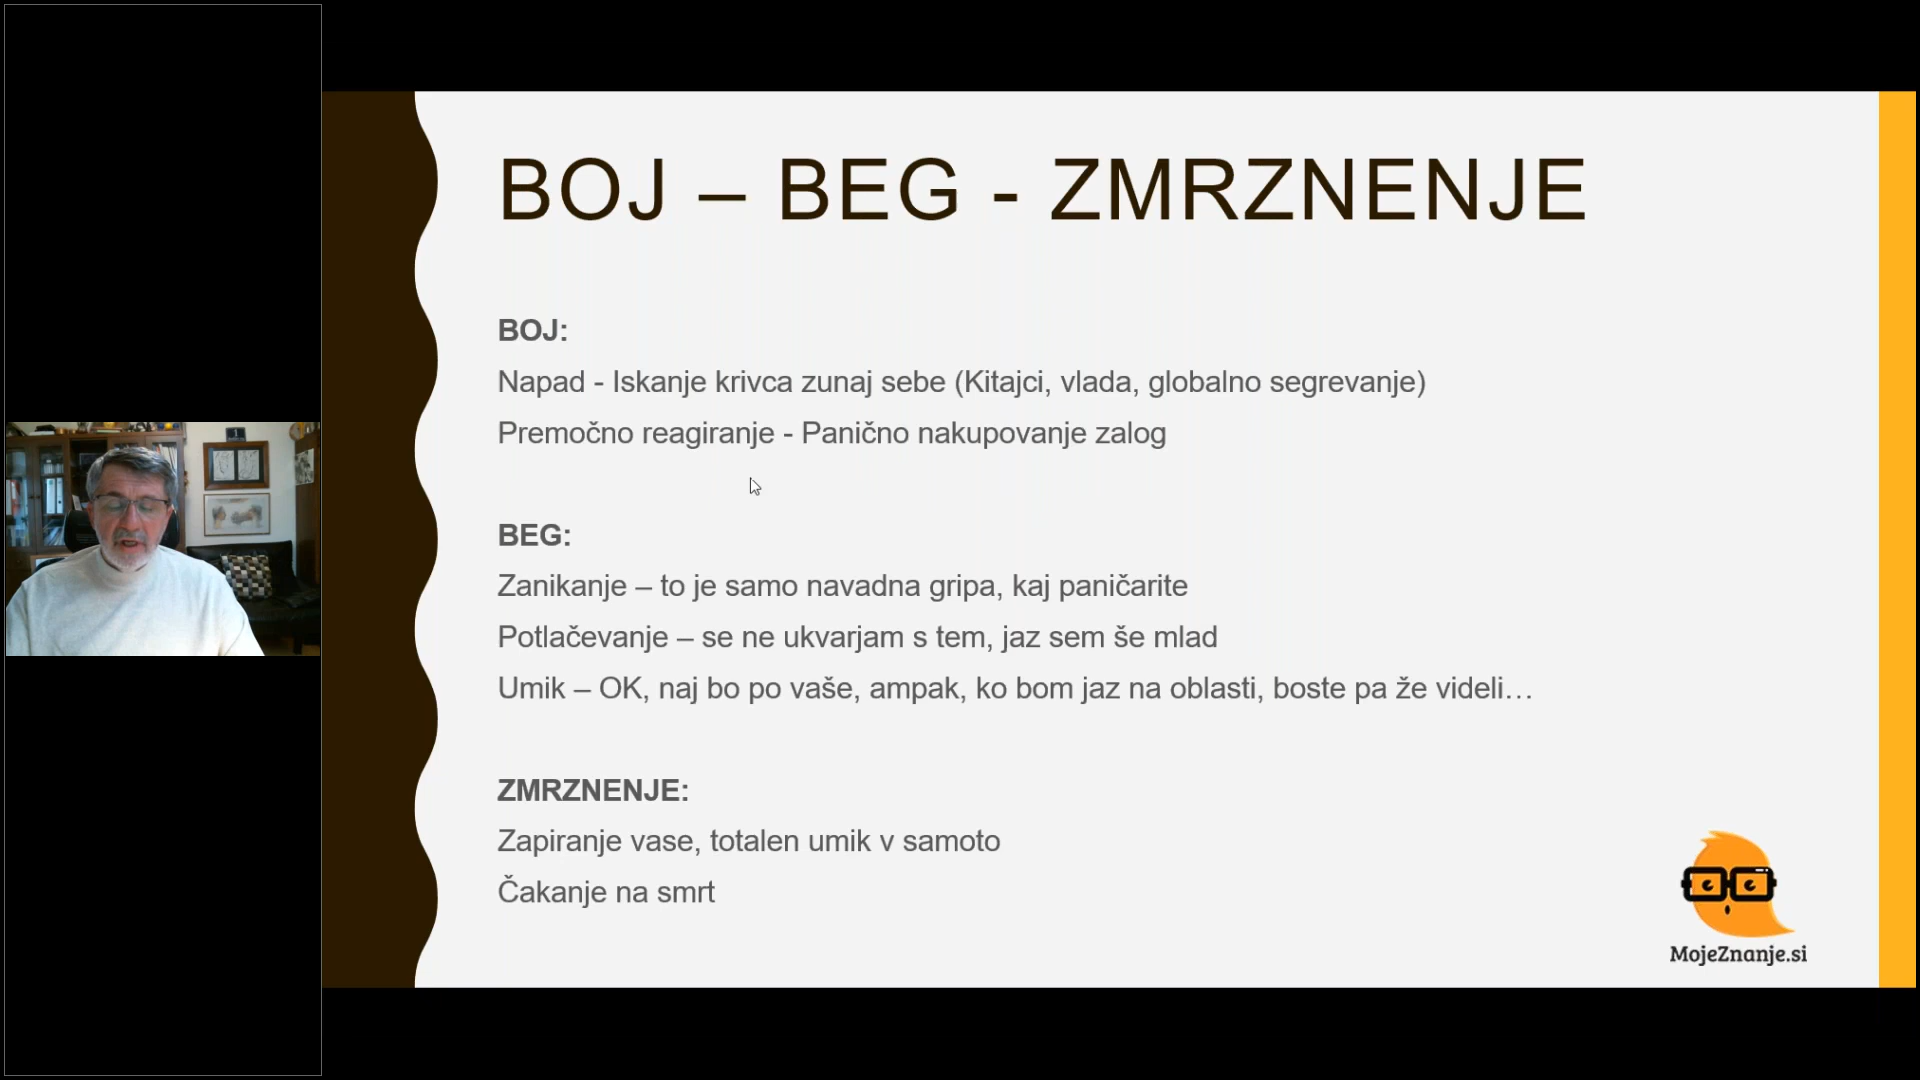 BOJ – BEG - ZMRZNENJE
BOJ:
Napad - Iskanje krivca zunaj sebe (Kitajci, vlada, globalno segrevanje)
Premočno reagiranje - Panično nakupovanje zalog
BEG:
Zanikanje – to je samo navadna gripa, kaj paničarite
Potlačevanje – se ne ukvarjam s tem, jaz sem še mlad
Umik – OK, naj bo po vaše, ampak, ko bom jaz na oblasti, boste pa že videli…
ZMRZNENJE:
Zapiranje vase, totalen umik v samoto
Čakanje na smrt
MojeZnanje.si